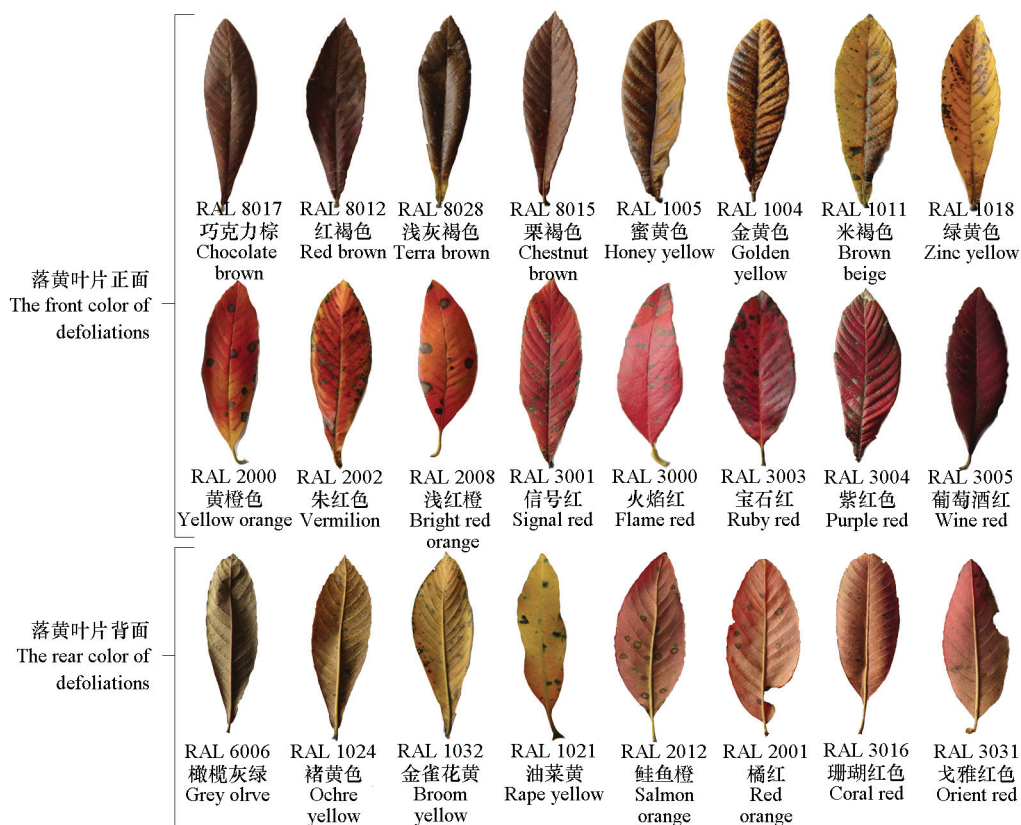 落黄叶片正面
The front color of
defoliations
RAL 8017
巧克力棕
Chocolate
brown
RAL 8012
红褐色
Red brown
RAL 8028
浅灰褐色
Terra brown
RAL 8015
栗褐色
Chestnut
brown
RAL 1005
蜜黄色
Honey yellow
RAL 1004
金黄色
Golden
yellow
RAL 1011
米褐色
Brown
beige
RAL 1018
绿黄色
Zinc yellow
RAL 2000
黄橙色
Yellow orange
RAL 2002
朱红色
Vermilion
RAL 2008
浅红橙
Bright red
orange
RAL 3001
信号红
Signal red
RAL 3000
火焰红
Flame red
RAL 3003
宝石红
Ruby red
RAL 3004
紫红色
Purple red
RAL 3005
葡萄酒红
Wine red
落黄叶片背面
The rear color of
defoliations
RAL 6006
橄榄灰绿
Grey olrve
RAL 1024
褚黄色
Ochre
yellow
RAL 1032
金雀花黄
Broom
yellow
RAL 1021
油菜黄
Rape yellow
RAL 2012
鲑鱼橙
Salmon
orange
RAL 2001
橘红
Red
orange
RAL 3016
珊瑚红色
Coral red
RAL 3031
戈雅红色
Orient red